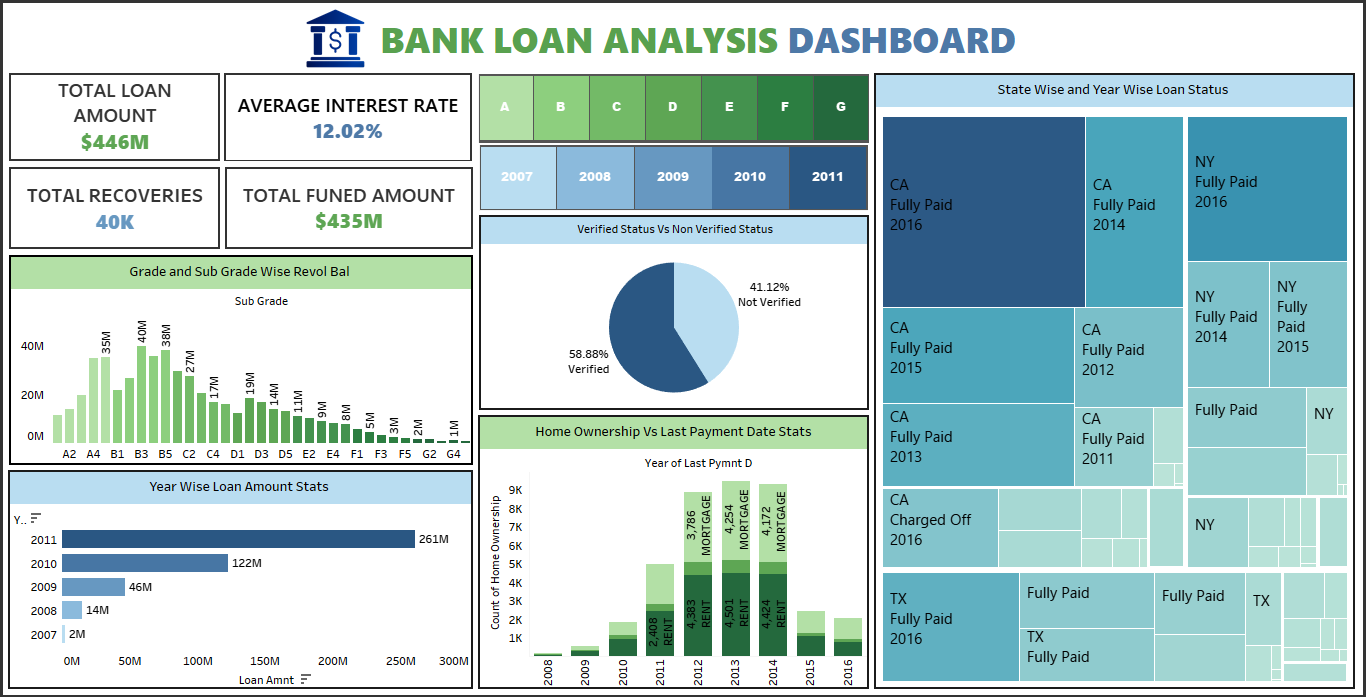 BANK LOAN ANALYSIS DASHBOARD
TOTAL LOAN
AMOUNT
$446M
AVERAGE INTEREST RATE
12.02%
TOTAL RECOVERIES
40K
TOTAL FUNED AMOUNT
$435M
A B C D E F G
2007 2008 2009 2010 2011
Grade and Sub Grade Wise Revol Bal
Sub Grade
40M
20M
0M
35M
40M
38M
27M
17M
19M
14M
11M
9M
8M
5M
3M
2M
1M
A2 A4 B1 B3 B5 C2 C4 D1 D3 D5 E2 E4 F1 F3 F5 G2 G4
Year Wise Loan Amount Stats
Y..
2011 261M
2010 122M
2009 46M
2008 14M
2007 2M
0M 50M 100M 150M 200M 250M 300M
Loan Amnt
Verified Status Vs Non Verified Status
41.12%
Not Verified
58.88%
Verified
Home Ownership Vs Last Payment Date Stats
Year of Last Pymnt D
Count of Home Ownership
9K
8K
7K
6K
5K
4K
3K
2K
1K
2,408
RENT
3,786
MORTGAGE
4,383
RENT
4,254
MORTGAGE
4,501
RENT
4,172
MORTGAGE
4,424
RENT
2008 2009 2010 2011 2012 2013 2014 2015 2016
State Wise and Year Wise Loan Status
CA
Fully Paid
2016
CA
Fully Paid
2014
CA
Fully Paid
2015
CA
Fully Paid
2012
CA
Fully Paid
2013
CA
Fully Paid
2011
CA
Charged Off
2016
NY
Fully Paid
2016
NY
Fully Paid
2014
NY
Fully
Paid
2015
Fully Paid
NY
NY
TX
Fully Paid
2016
Fully Paid
TX
Fully Paid
Fully Paid
TX